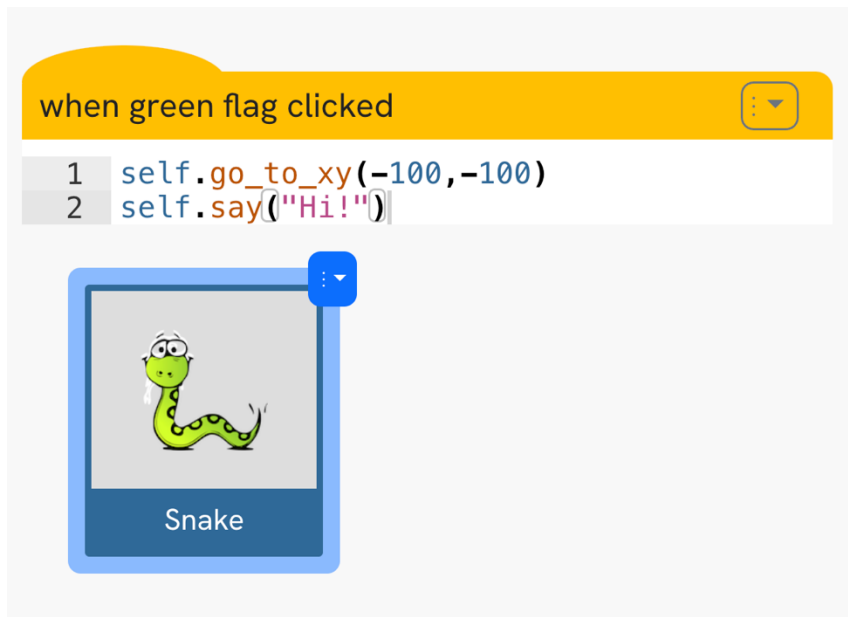 when green flag clicked
1 self.go_to_xy(-100,-100)
2 self.say("Hi!")
Snake